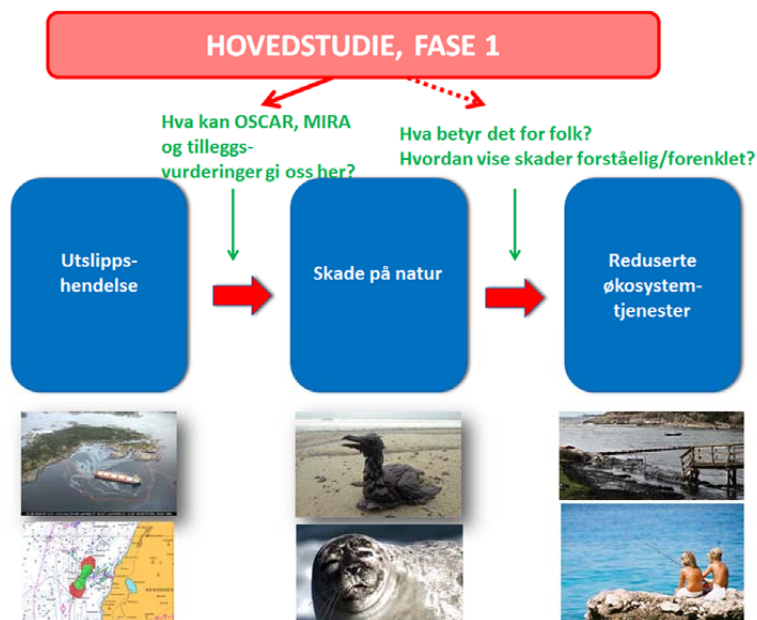 HOVEDSTUDIE, FASE 1
Hva kan OSCAR, MIRA
og tilleggs-
vurderinger gi oss her?
Hva betyr det for folk?
Hvordan vise skader forståelig/forenklet?
Utslipps-
hendelse
Skade på natur
Reduserte
økosystem-
tjenester